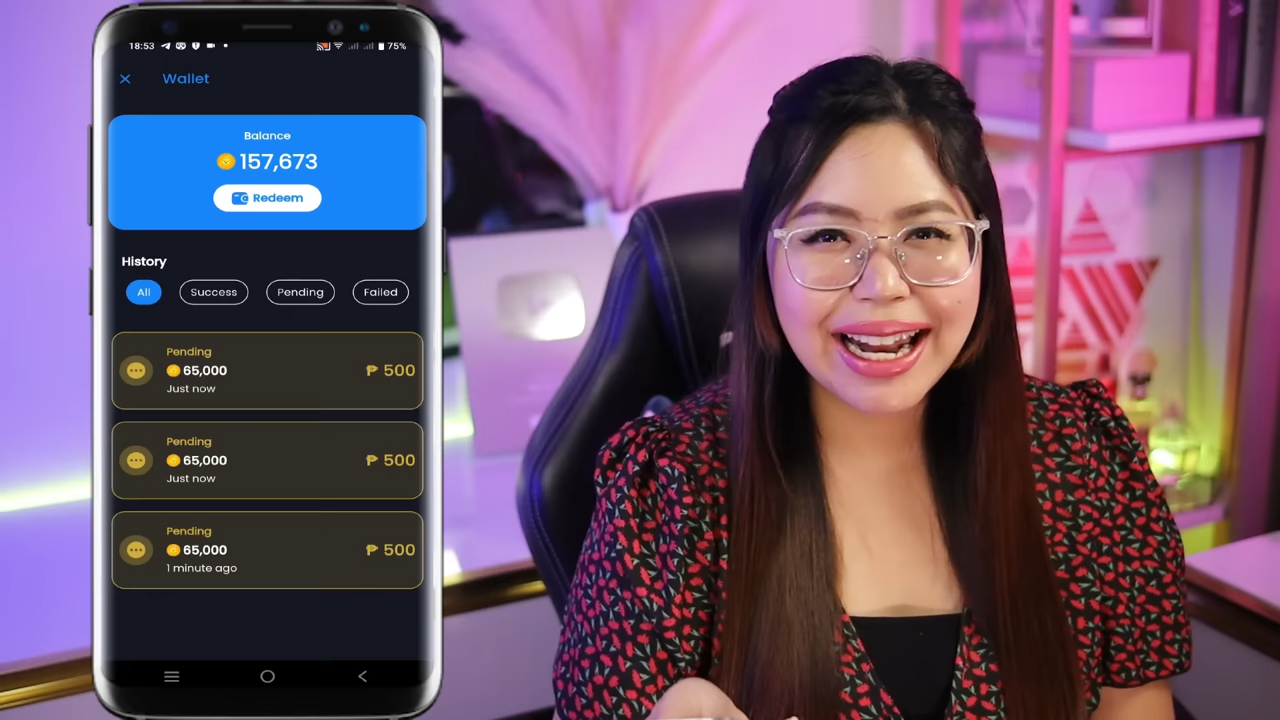 18:53
75%
Wallet
Balance
157,673
Redeem
History
All Success Pending Failed
Pending
65,000
₱ 500
Just now
Pending
65,000
₱ 500
Just now
Pending
65,000
₱ 500
1 minute ago